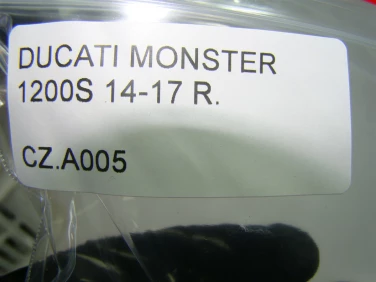 DUCATI MONSTER
1200S 14-17 R.
CZ.A005